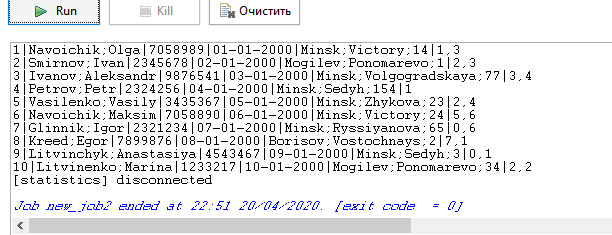 Run Kill Очистить
1|Navoichik;Olga|7058989|01-01-2000|Minsk;Victory;14|1,3
2|Smirnov;Ivan|2345678|02-01-2000|Mogilev;Ponomarevo;1|2,3
3|Ivanov;Aleksandr|9876541|03-01-2000|Minsk;Volgogradskaya;77|3,4
4|Petrov;Petr|2324256|04-01-2000|Minsk;Sedyh;154|1
5|Vasilenko;Vasily|3435367|05-01-2000|Minsk;Zhykova;23|2,4
6|Navoichik;Maksim|7058890|06-01-2000|Minsk;Victory;24|5,6
7|Glinnik;Igor|2321234|07-01-2000|Minsk;Ryssiyanova;65|0,6
8|Kreed;Egor|7899876|08-01-2000|Borisov;Vostochnays;2|7,1
9|Litvinchyk;Anastasiya|4543467|09-01-2000|Minsk;Sedyh;3|0,1
10|Litvinenko;Marina|1233217|10-01-2000|Mogilev;Ponomarevo;34|2,2
[statistics] disconnected
Job new_job2 ended at 22:51 20/04/2020. [exit code = 0]